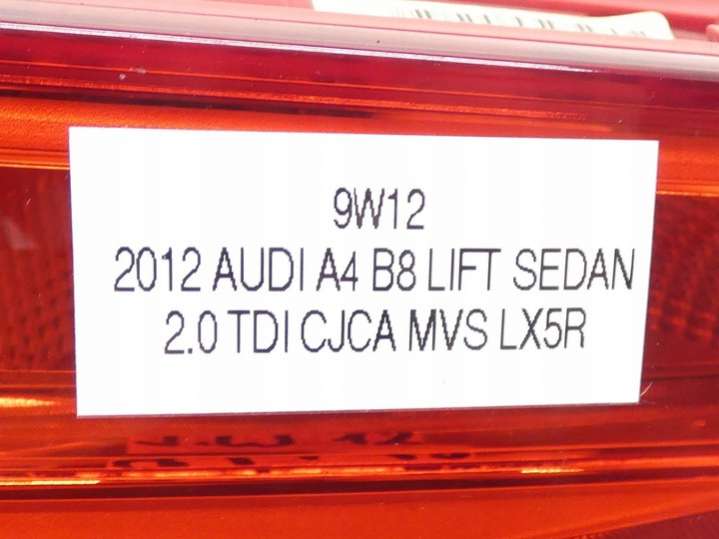 9W12
2012 AUDI A4 B8 LIFT SEDAN
2.0 TDI CJCA MVS LX5R